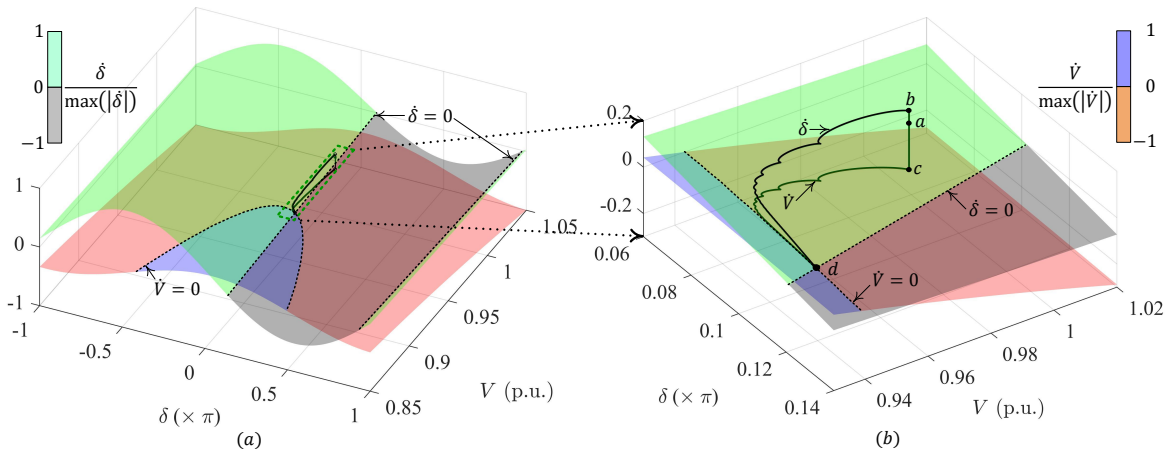 1
0
-1
δ̇
max(|δ̇|)
δ̇ = 0
V̇ = 0
1
0
-1
-1
-0.5
0
0.5
1
δ (× π)
0.85
0.9
0.95
1
1.05
V (p.u.)
(a)
1
0
−1
V̇
max(|V̇|)
0.2
0
-0.2
δ̇
b
a
c
V̇
d
δ̇ = 0
V̇ = 0
0.06
0.08
0.1
0.12
0.14
δ (× π)
0.94
0.96
0.98
1
1.02
V (p.u.)
(b)